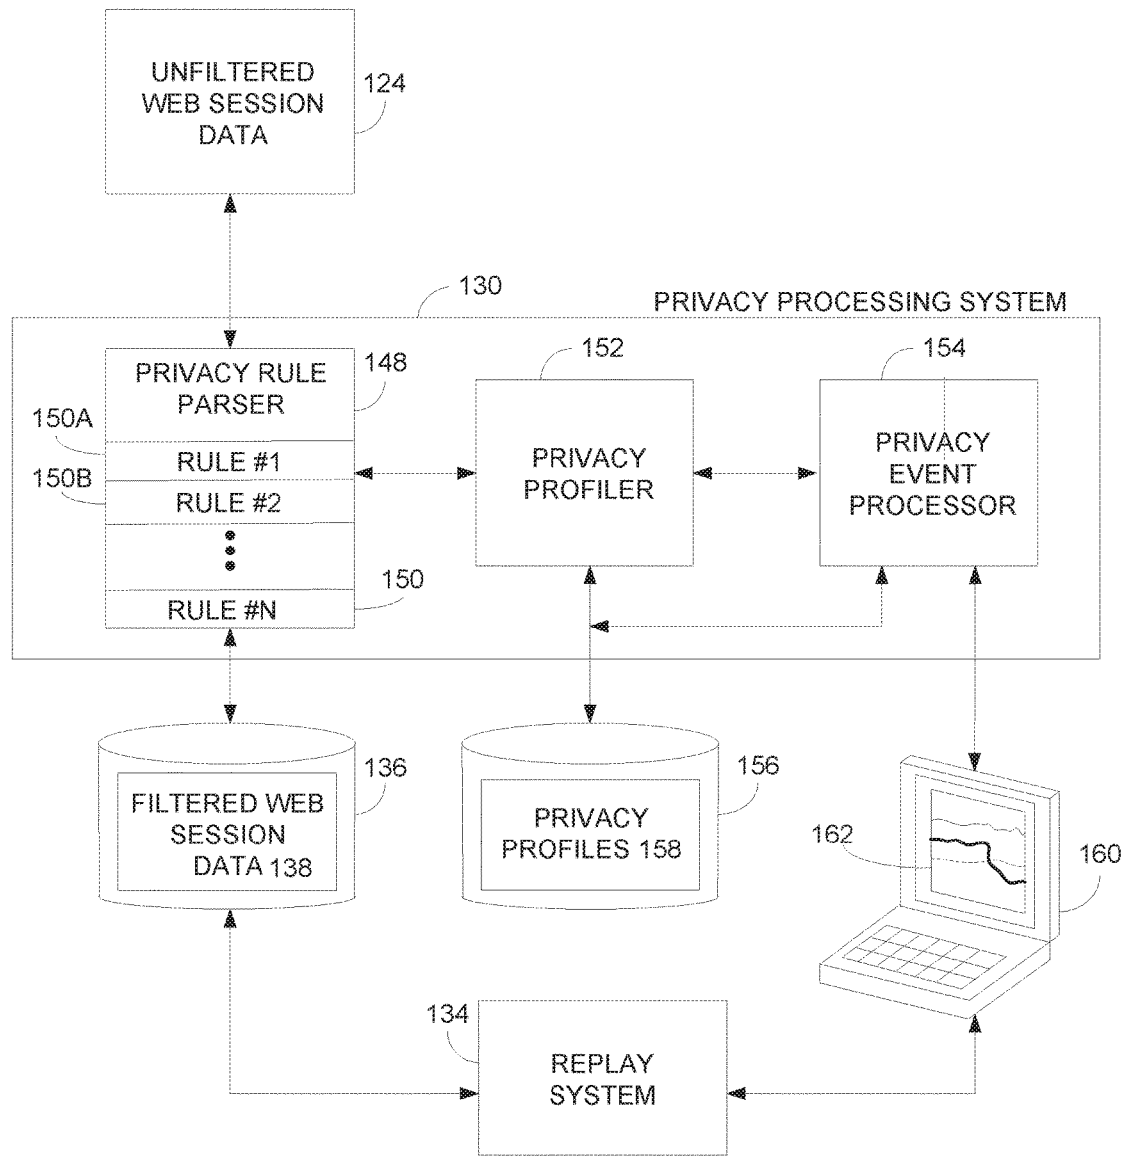 UNFILTERED
WEB SESSION
DATA
124
130
PRIVACY PROCESSING SYSTEM
PRIVACY RULE
PARSER
148
150A
RULE #1
150B
RULE #2
150
RULE #N
152
PRIVACY
PROFILER
154
PRIVACY
EVENT
PROCESSOR
136
FILTERED WEB
SESSION
DATA 138
156
PRIVACY
PROFILES 158
162
160
134
REPLAY
SYSTEM